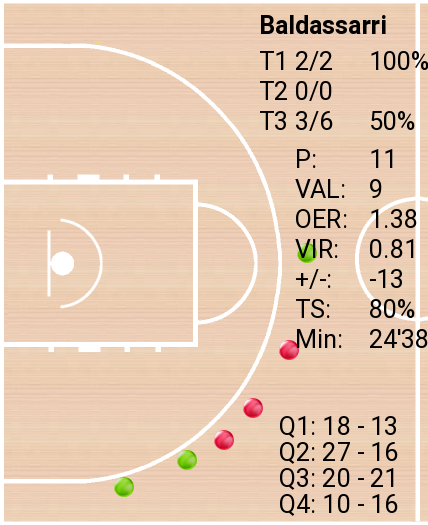 Baldassarri
T1 2/2 100%
T2 0/0
T3 3/6 50%
P: 11
VAL: 9
OER: 1.38
VIR: 0.81
+/-: -13
TS: 80%
Min: 24'38
Q1: 18 - 13
Q2: 27 - 16
Q3: 20 - 21
Q4: 10 - 16